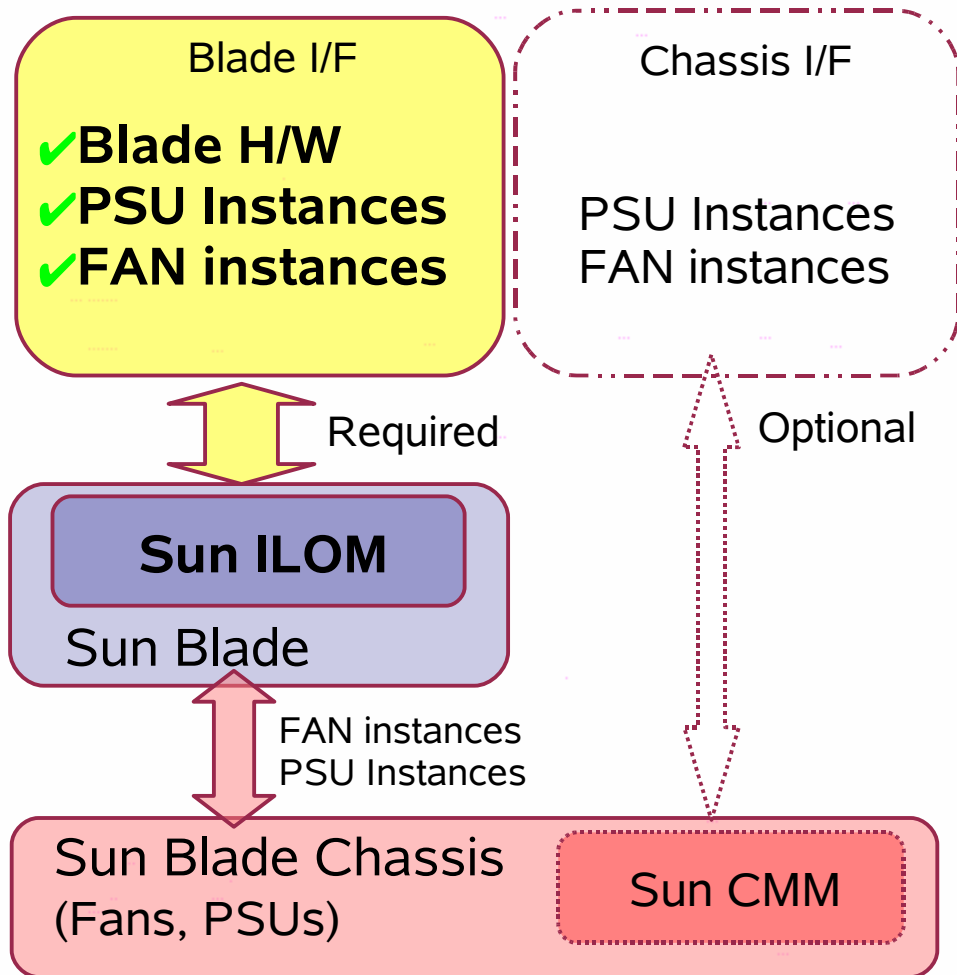 Blade I/F
✔Blade H/W
✔PSU Instances
✔FAN instances
Chassis I/F
PSU Instances
FAN instances
Required
Optional
Sun ILOM
Sun Blade
FAN instances
PSU Instances
Sun Blade Chassis
(Fans, PSUs)
Sun CMM